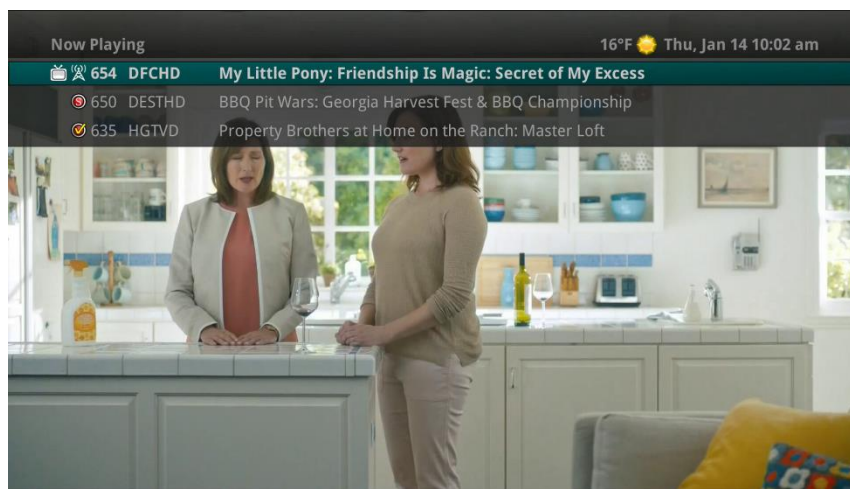 Now Playing 16°F Thu, Jan 14 10:02 am
654 DFCHD My Little Pony: Friendship Is Magic: Secret of My Excess
650 DESTHD BBQ Pit Wars: Georgia Harvest Fest & BBQ Championship
635 HGTVD Property Brothers at Home on the Ranch: Master Loft